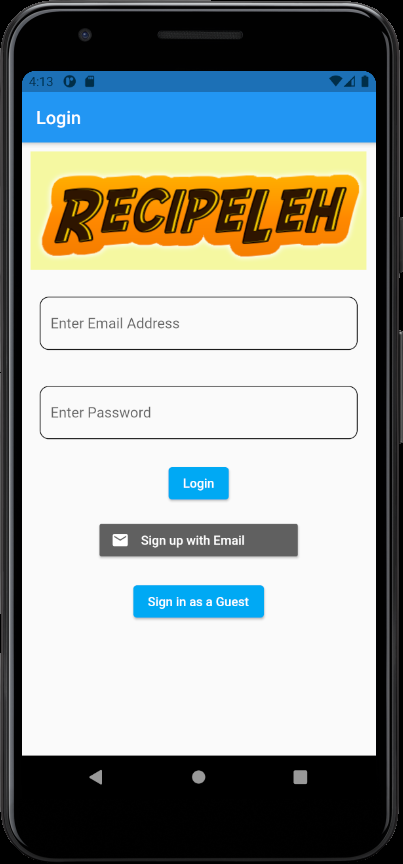 4:13
Login
RECIPELEH
Enter Email Address
Enter Password
Login
Sign up with Email
Sign in as a Guest